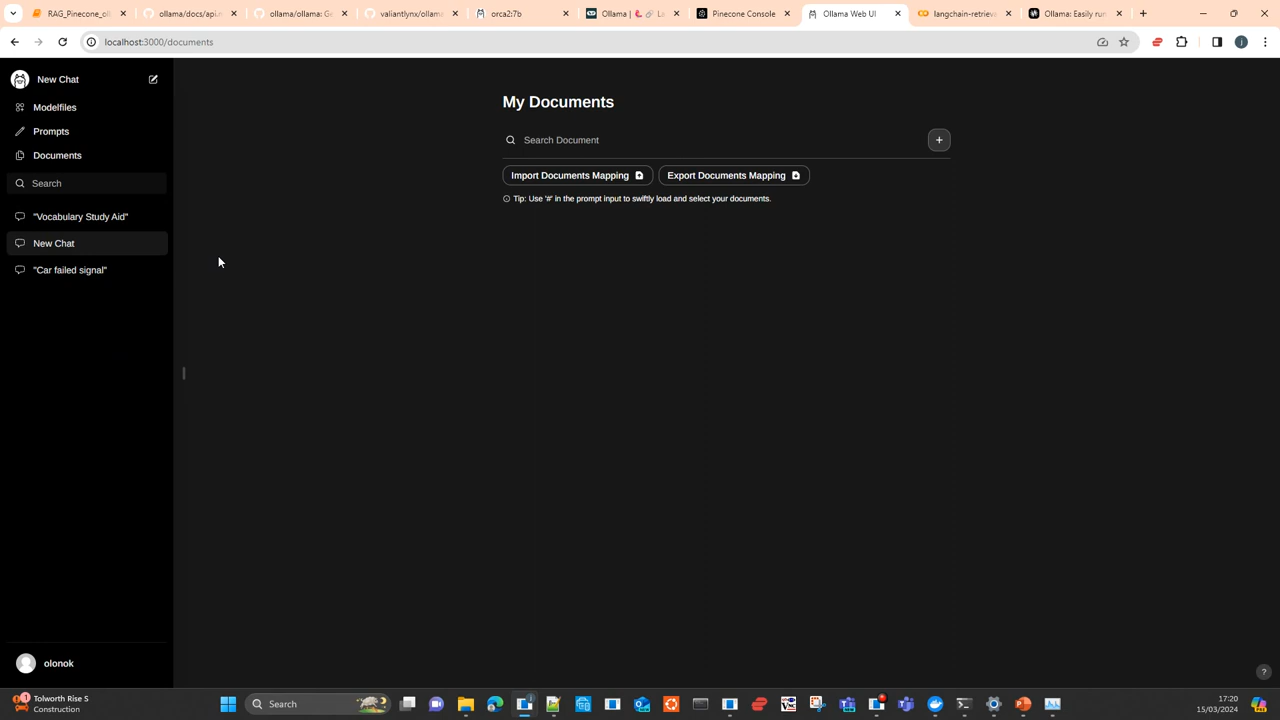 RAG_Pinecone_oll
ollama/docs/api.m
ollama/ollama: Ge
valiantlynx/ollama
orca2:7b
Ollama | 🦜️🔗 La
Pinecone Console
Ollama Web UI
langchain-retrieva
Ollama: Easily run
localhost:3000/documents
New Chat
Modelfiles
Prompts
Documents
Search
"Vocabulary Study Aid"
New Chat
"Car failed signal"
olonok
My Documents
Search Document
Import Documents Mapping
Export Documents Mapping
Tip: Use '#' in the prompt input to swiftly load and select your documents.
?
Tolworth Rise S
Construction
Search
17:20
15/03/2024